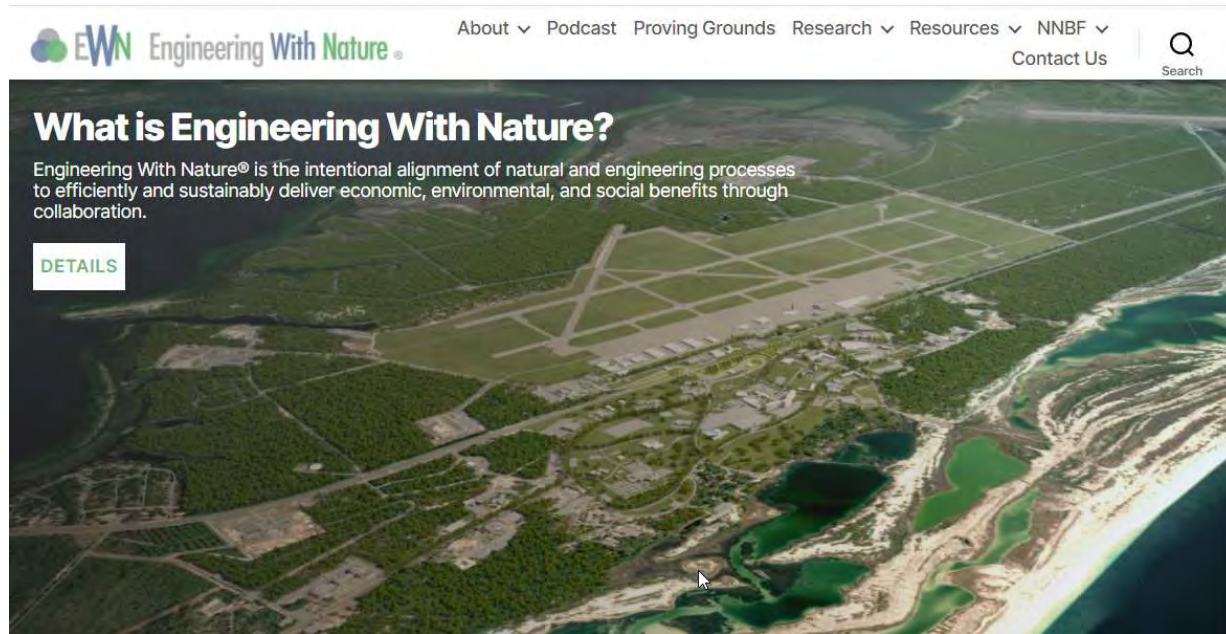 EWN Engineering With Nature ®
About Podcast Proving Grounds Research Resources NNBF
Contact Us
Search
What is Engineering With Nature?
Engineering With Nature® is the intentional alignment of natural and engineering processes
to efficiently and sustainably deliver economic, environmental, and social benefits through
collaboration.
DETAILS